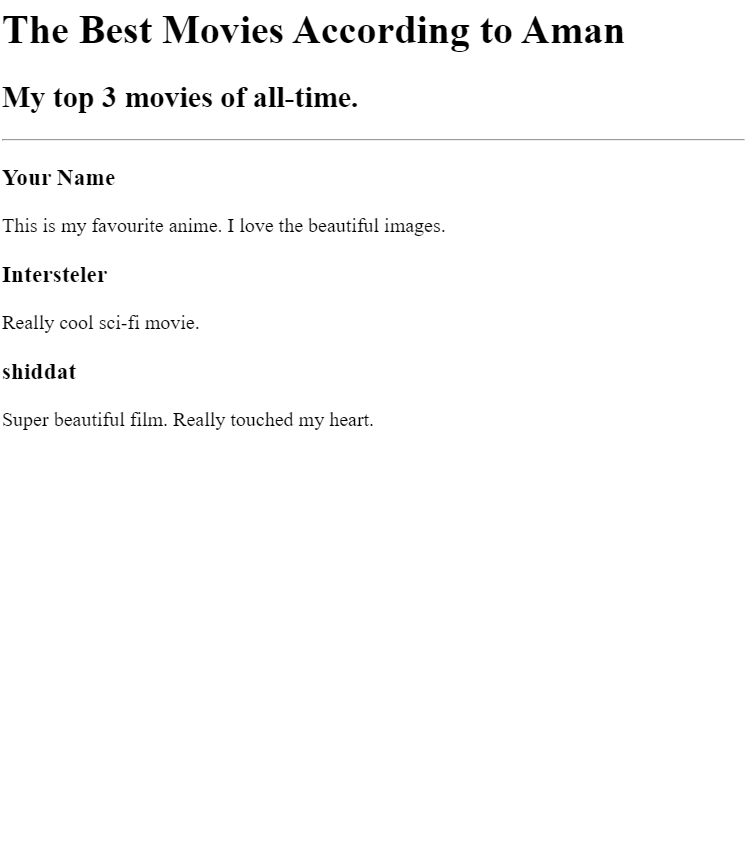 The Best Movies According to Aman
My top 3 movies of all-time.
Your Name
This is my favourite anime. I love the beautiful images.
Intersteler
Really cool sci-fi movie.
shiddat
Super beautiful film. Really touched my heart.